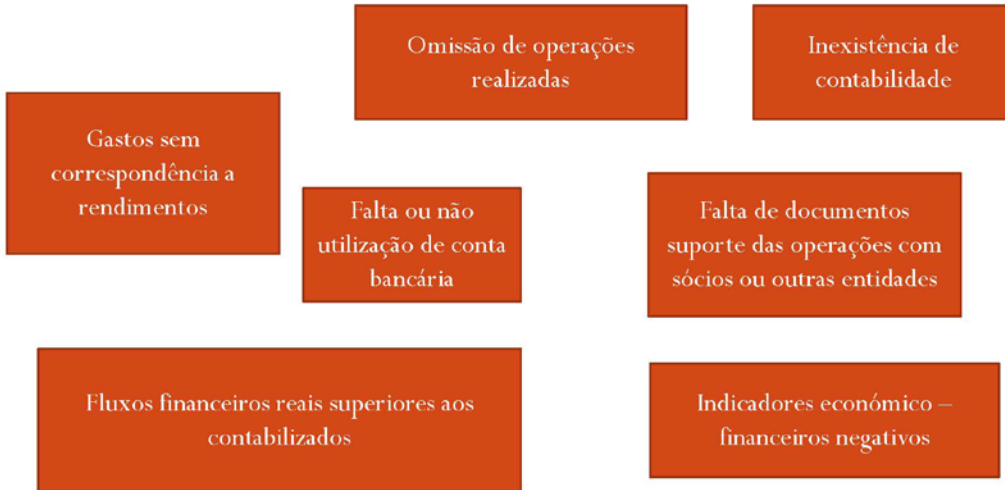 Omissão de operações
realizadas
Inexistência de
contabilidade
Gastos sem
correspondência a
rendimentos
Falta ou não
utilização de conta
bancária
Falta de documentos
suporte das operações com
sócios ou outras entidades
Fluxos financeiros reais superiores aos
contabilizados
Indicadores económico –
financeiros negativos